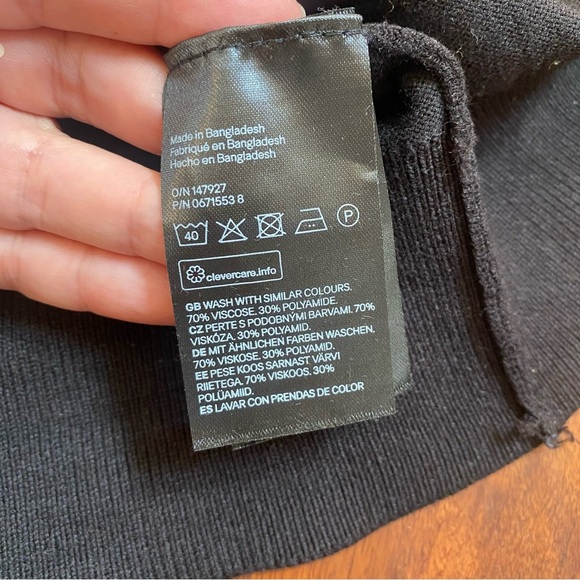 Made in Bangladesh
Fabriqué en Bangladesh
Hecho en Bangladesh
O/N 147927
P/N 0671553 8
40
P
clevercare.info
GB WASH WITH SIMILAR COLOURS.
70% VISCOSE. 30% POLYAMIDE.
CZ PERTE S PODOBNÝMI BARVAMI. 70%
VISKÓZA. 30% POLYAMID.
DE MIT ÄHNLICHEN FARBEN WASCHEN.
70% VISKOSE. 30% POLYAMID.
EE PESE KOOS SARNAST VÄRVI
RIIETEGA. 70% VISKOOS. 30%
POLÜAMIID.
ES LAVAR CON PRENDAS DE COLOR